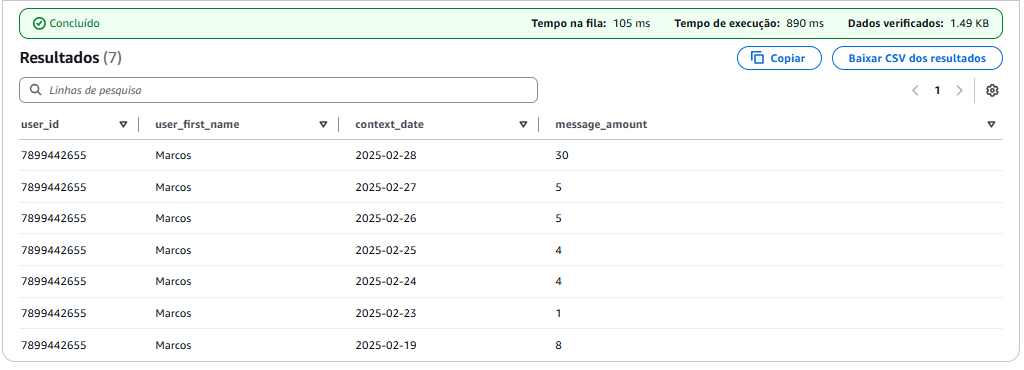 Concluído Tempo na fila: 105 ms Tempo de execução: 890 ms Dados verificados: 1.49 KB
Resultados (7) Copiar Baixar CSV dos resultados
Linhas de pesquisa 1
user_id user_first_name context_date message_amount
7899442655 Marcos 2025-02-28 30
7899442655 Marcos 2025-02-27 5
7899442655 Marcos 2025-02-26 5
7899442655 Marcos 2025-02-25 4
7899442655 Marcos 2025-02-24 4
7899442655 Marcos 2025-02-23 1
7899442655 Marcos 2025-02-19 8